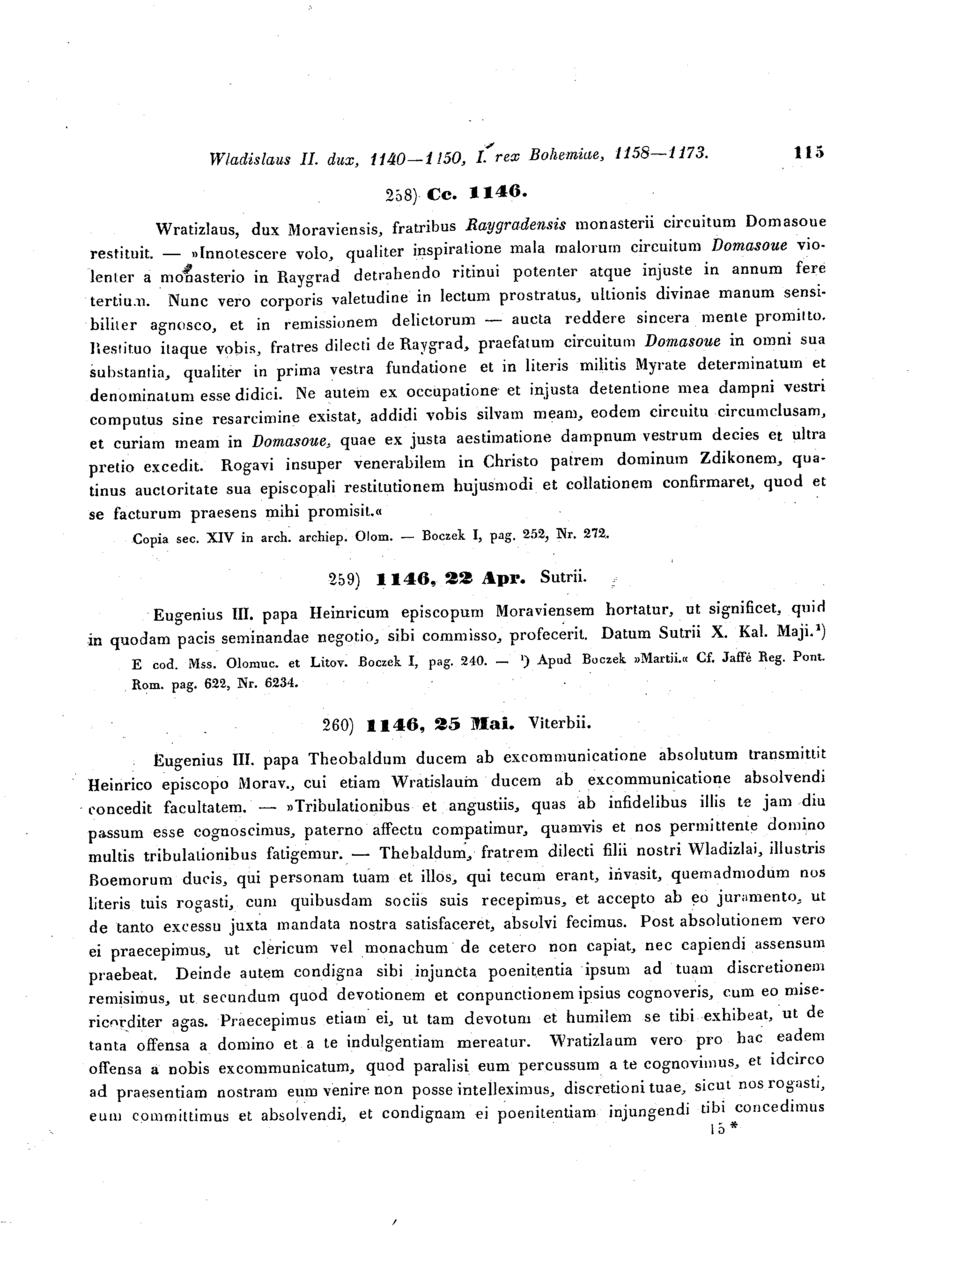 Wladislaus II. dux, 1140—1150, I. rex Bohemiae, 1158—1173. 115
258) Cc. 1146.
Wratizlaus, dux Moraviensis, fratribus Raygradensis monasterii circuitum Domasoue
restituit. — »Innotescere volo, qualiter inspiratione mala malorum circuitum Domasoue vio-
lenter a monasterio in Raygrad detrahendo ritinui potenter atque injuste in annum fere
tertium. Nunc vero corporis valetudine in lectum prostratus, ultionis divinae manum sensi-
biliter agnosco, et in remissionem delictorum — aucta reddere sincera mente promitto.
Restituo itaque vobis, fratres dilecti de Raygrad, praefatum circuitum Domasoue in omni sua
substantia, qualiter in prima vestra fundatione et in literis militis Myrate determinatum et
denominatum esse didici. Ne autem ex occupatione et injusta detentione mea dampni vestri
computus sine resarcimine existat, addidi vobis silvam meam, eodem circuitu circumclusam,
et curiam meam in Domasoue, quae ex justa aestimatione dampnum vestrum decies et ultra
pretio excedit. Rogavi insuper venerabilem in Christo patrem dominum Zdikonem, qua-
tinus auctoritate sua episcopali restitutionem hujusmodi et collationem confirmaret, quod et
se facturum praesens mihi promisit.«
Copia sec. XIV in arch. archiep. Olom. — Boczek I, pag. 252, Nr. 272.
259) 1146, 22 Apr. Sutrii.
Eugenius III. papa Heinricum episcopum Moraviensem hortatur, ut significet, quid
in quodam pacis seminandae negotio, sibi commisso, profecerit. Datum Sutrii X. Kal. Maji.¹)
E cod. Mss. Olomuc. et Litov. Boczek I, pag. 240. — ¹) Apud Boczek »Martii.« Cf. Jaffé Reg. Pont.
Rom. pag. 622, Nr. 6234.
260) 1146, 25 Mai. Viterbii.
Eugenius III. papa Theobaldum ducem ab excommunicatione absolutum transmittit
Heinrico episcopo Morav., cui etiam Wratislaum ducem ab excommunicatione absolvendi
concedit facultatem. — »Tribulationibus et angustiis, quas ab infidelibus illis te jam diu
passum esse cognoscimus, paterno affectu compatimur, quamvis et nos permittente domino
multis tribulationibus fatigemur. — Thebaldum, fratrem dilecti filii nostri Wladizlai, illustris
Boemorum ducis, qui personam tuam et illos, qui tecum erant, invasit, quemadmodum nos
literis tuis rogasti, cum quibusdam sociis suis recepimus, et accepto ab eo juramento, ut
de tanto excessu juxta mandata nostra satisfaceret, absolvi fecimus. Post absolutionem vero
ei praecepimus, ut clericum vel monachum de cetero non capiat, nec capiendi assensum
praebeat. Deinde autem condigna sibi injuncta poenitentia ipsum ad tuam discretionem
remisimus, ut secundum quod devotionem et conpunctionem ipsius cognoveris, cum eo mise-
ricorditer agas. Praecepimus etiam ei, ut tam devotum et humilem se tibi exhibeat, ut de
tanta offensa a domino et a te indulgentiam mereatur. Wratizlaum vero pro hac eadem
offensa a nobis excommunicatum, quod paralisi eum percussum a te cognovimus, et idcirco
ad praesentiam nostram eum venire non posse intelleximus, discretioni tuae, sicut nos rogasti,
eum committimus et absolvendi, et condignam ei poenitentiam injungendi tibi concedimus
15*